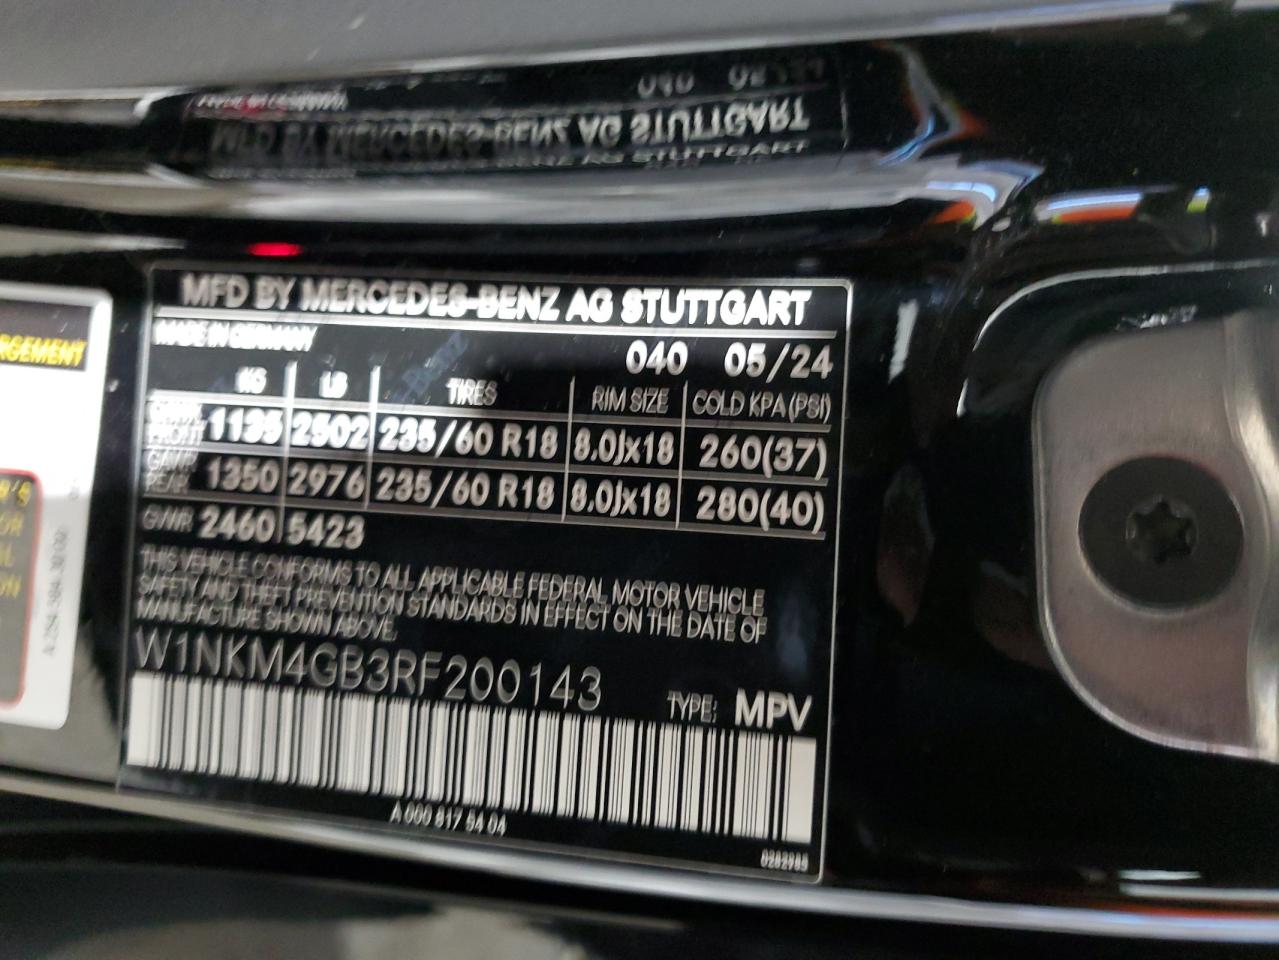 MFD BY MERCEDES-BENZ AG STUTTGART
MADE IN GERMANY
040 05/24
KG LB TIRES RIM SIZE COLD KPA(PSI)
GAWR FRONT 1135 2502 235/60 R18 8.0Jx18 260(37)
GAWR REAR 1350 2976 235/60 R18 8.0Jx18 280(40)
GVWR 2460 5423
THIS VEHICLE CONFORMS TO ALL APPLICABLE FEDERAL MOTOR VEHICLE
SAFETY AND THEFT PREVENTION STANDARDS IN EFFECT ON THE DATE OF
MANUFACTURE SHOWN ABOVE.
W1NKM4GB3RF200143
TYPE: MPV
A 000 817 54 04
0282985
RGEMENT